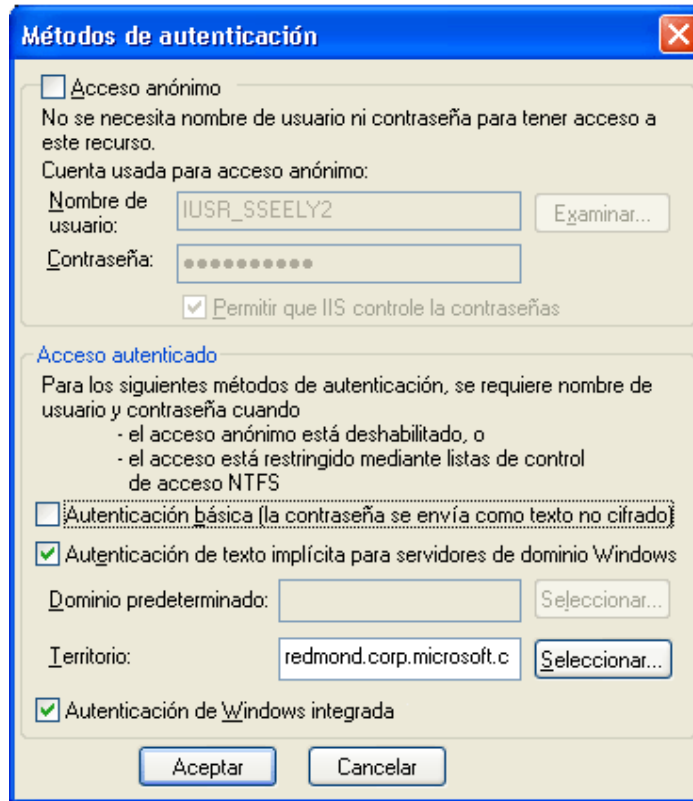 Métodos de autenticación
Acceso anónimo
No se necesita nombre de usuario ni contraseña para tener acceso a
este recurso.
Cuenta usada para acceso anónimo:
Nombre de
usuario:
IUSR_SSEELY2
Examinar...
Contraseña:
●●●●●●●●●●
Permitir que IIS controle la contraseñas
Acceso autenticado
Para los siguientes métodos de autenticación, se requiere nombre de
usuario y contraseña cuando
- el acceso anónimo está deshabilitado, o
- el acceso está restringido mediante listas de control
de acceso NTFS
Autenticación básica (la contraseña se envía como texto no cifrado)
Autenticación de texto implícita para servidores de dominio Windows
Dominio predeterminado:
Seleccionar...
Territorio:
redmond.corp.microsoft.c
Seleccionar...
Autenticación de Windows integrada
Aceptar
Cancelar